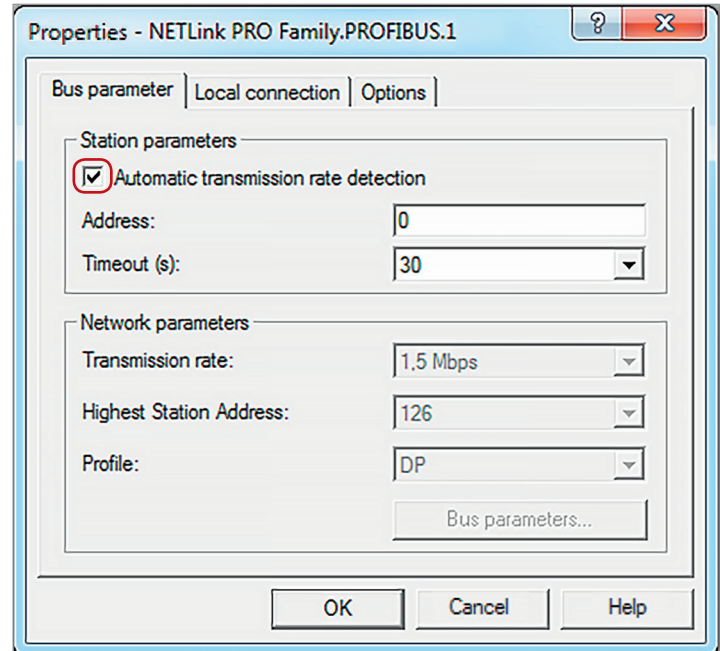 Properties - NETLink PRO Family.PROFIBUS.1
?
Bus parameter Local connection Options
Station parameters
Automatic transmission rate detection
Address: 0
Timeout (s): 30
Network parameters
Transmission rate: 1,5 Mbps
Highest Station Address: 126
Profile: DP
Bus parameters...
OK Cancel Help